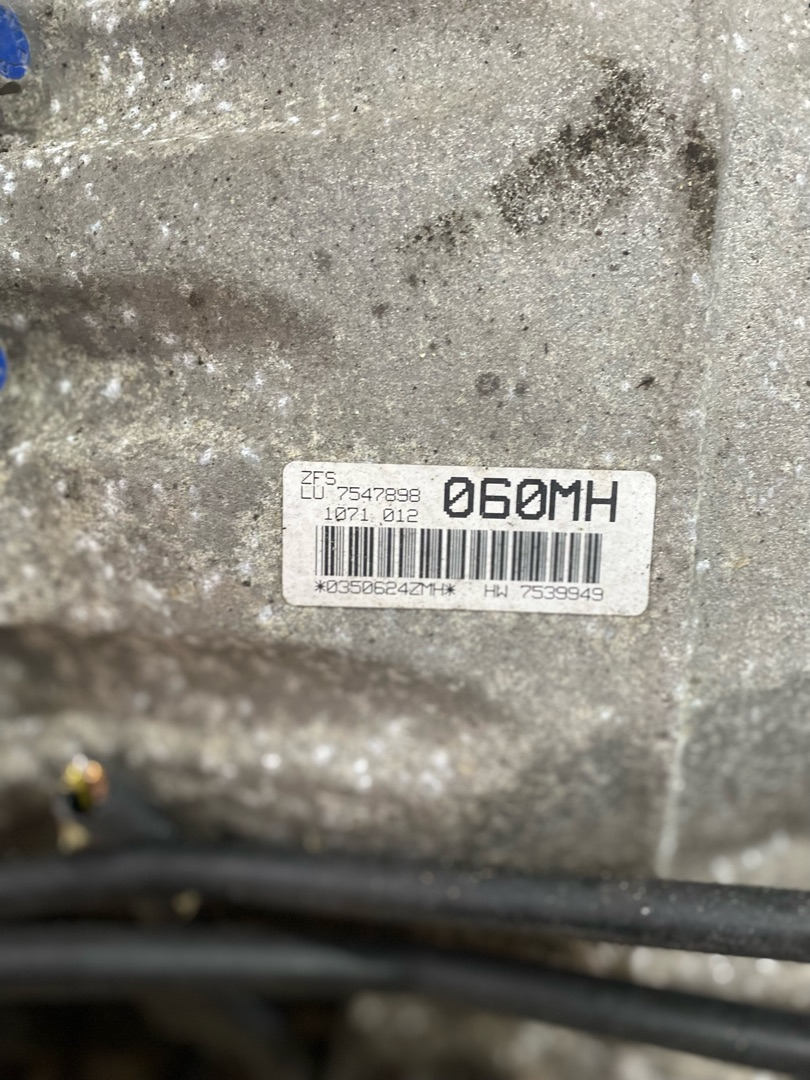 ZFS
LU 7547898
1071 012
060MH
*0350624ZMH* HW 7539949